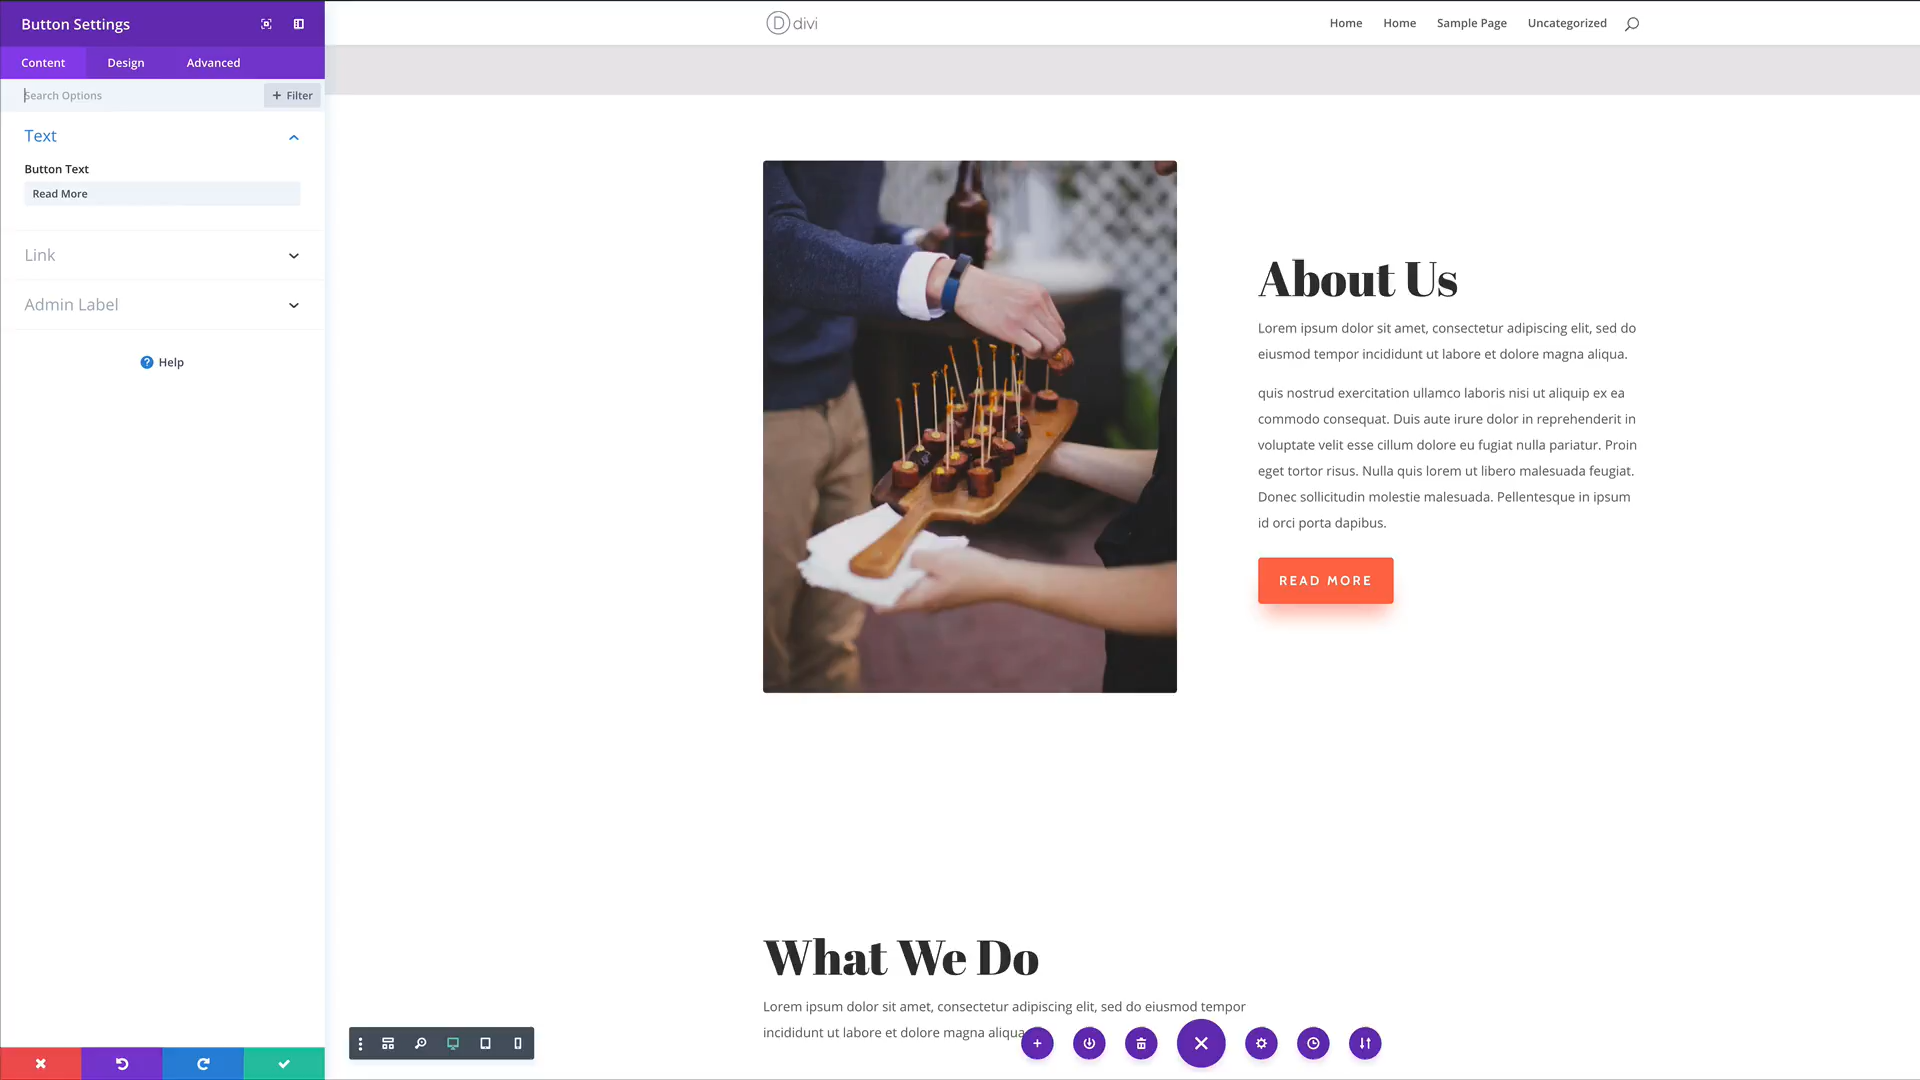 Button Settings
Content Design Advanced
Search Options + Filter
Text
Button Text
Read More
Link
Admin Label
Help
divi
Home Home Sample Page Uncategorized
About Us
Lorem ipsum dolor sit amet, consectetur adipiscing elit, sed do
eiusmod tempor incididunt ut labore et dolore magna aliqua.
quis nostrud exercitation ullamco laboris nisi ut aliquip ex ea
commodo consequat. Duis aute irure dolor in reprehenderit in
voluptate velit esse cillum dolore eu fugiat nulla pariatur. Proin
eget tortor risus. Nulla quis lorem ut libero malesuada feugiat.
Donec sollicitudin molestie malesuada. Pellentesque in ipsum
id orci porta dapibus.
READ MORE
What We Do
Lorem ipsum dolor sit amet, consectetur adipiscing elit, sed do eiusmod tempor
incididunt ut labore et dolore magna aliqua